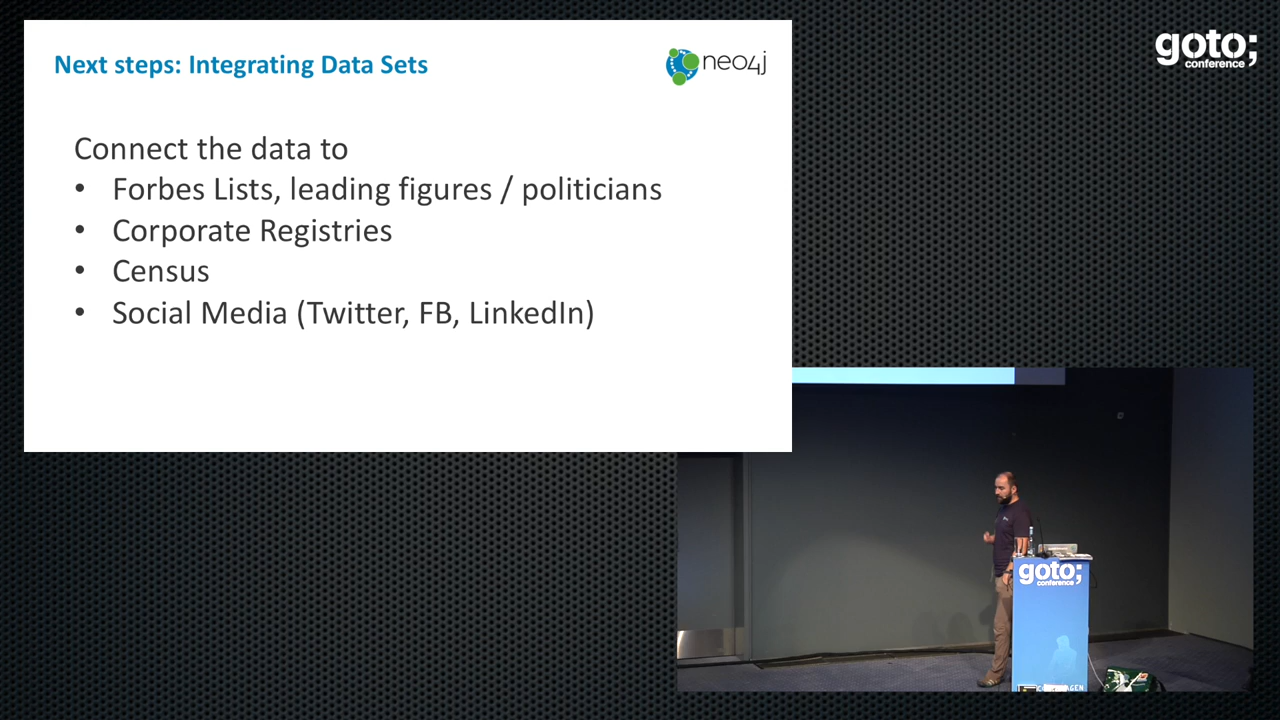 Next steps: Integrating Data Sets
neo4j
goto;
conference
Connect the data to
• Forbes Lists, leading figures / politicians
• Corporate Registries
• Census
• Social Media (Twitter, FB, LinkedIn)
goto;
conference